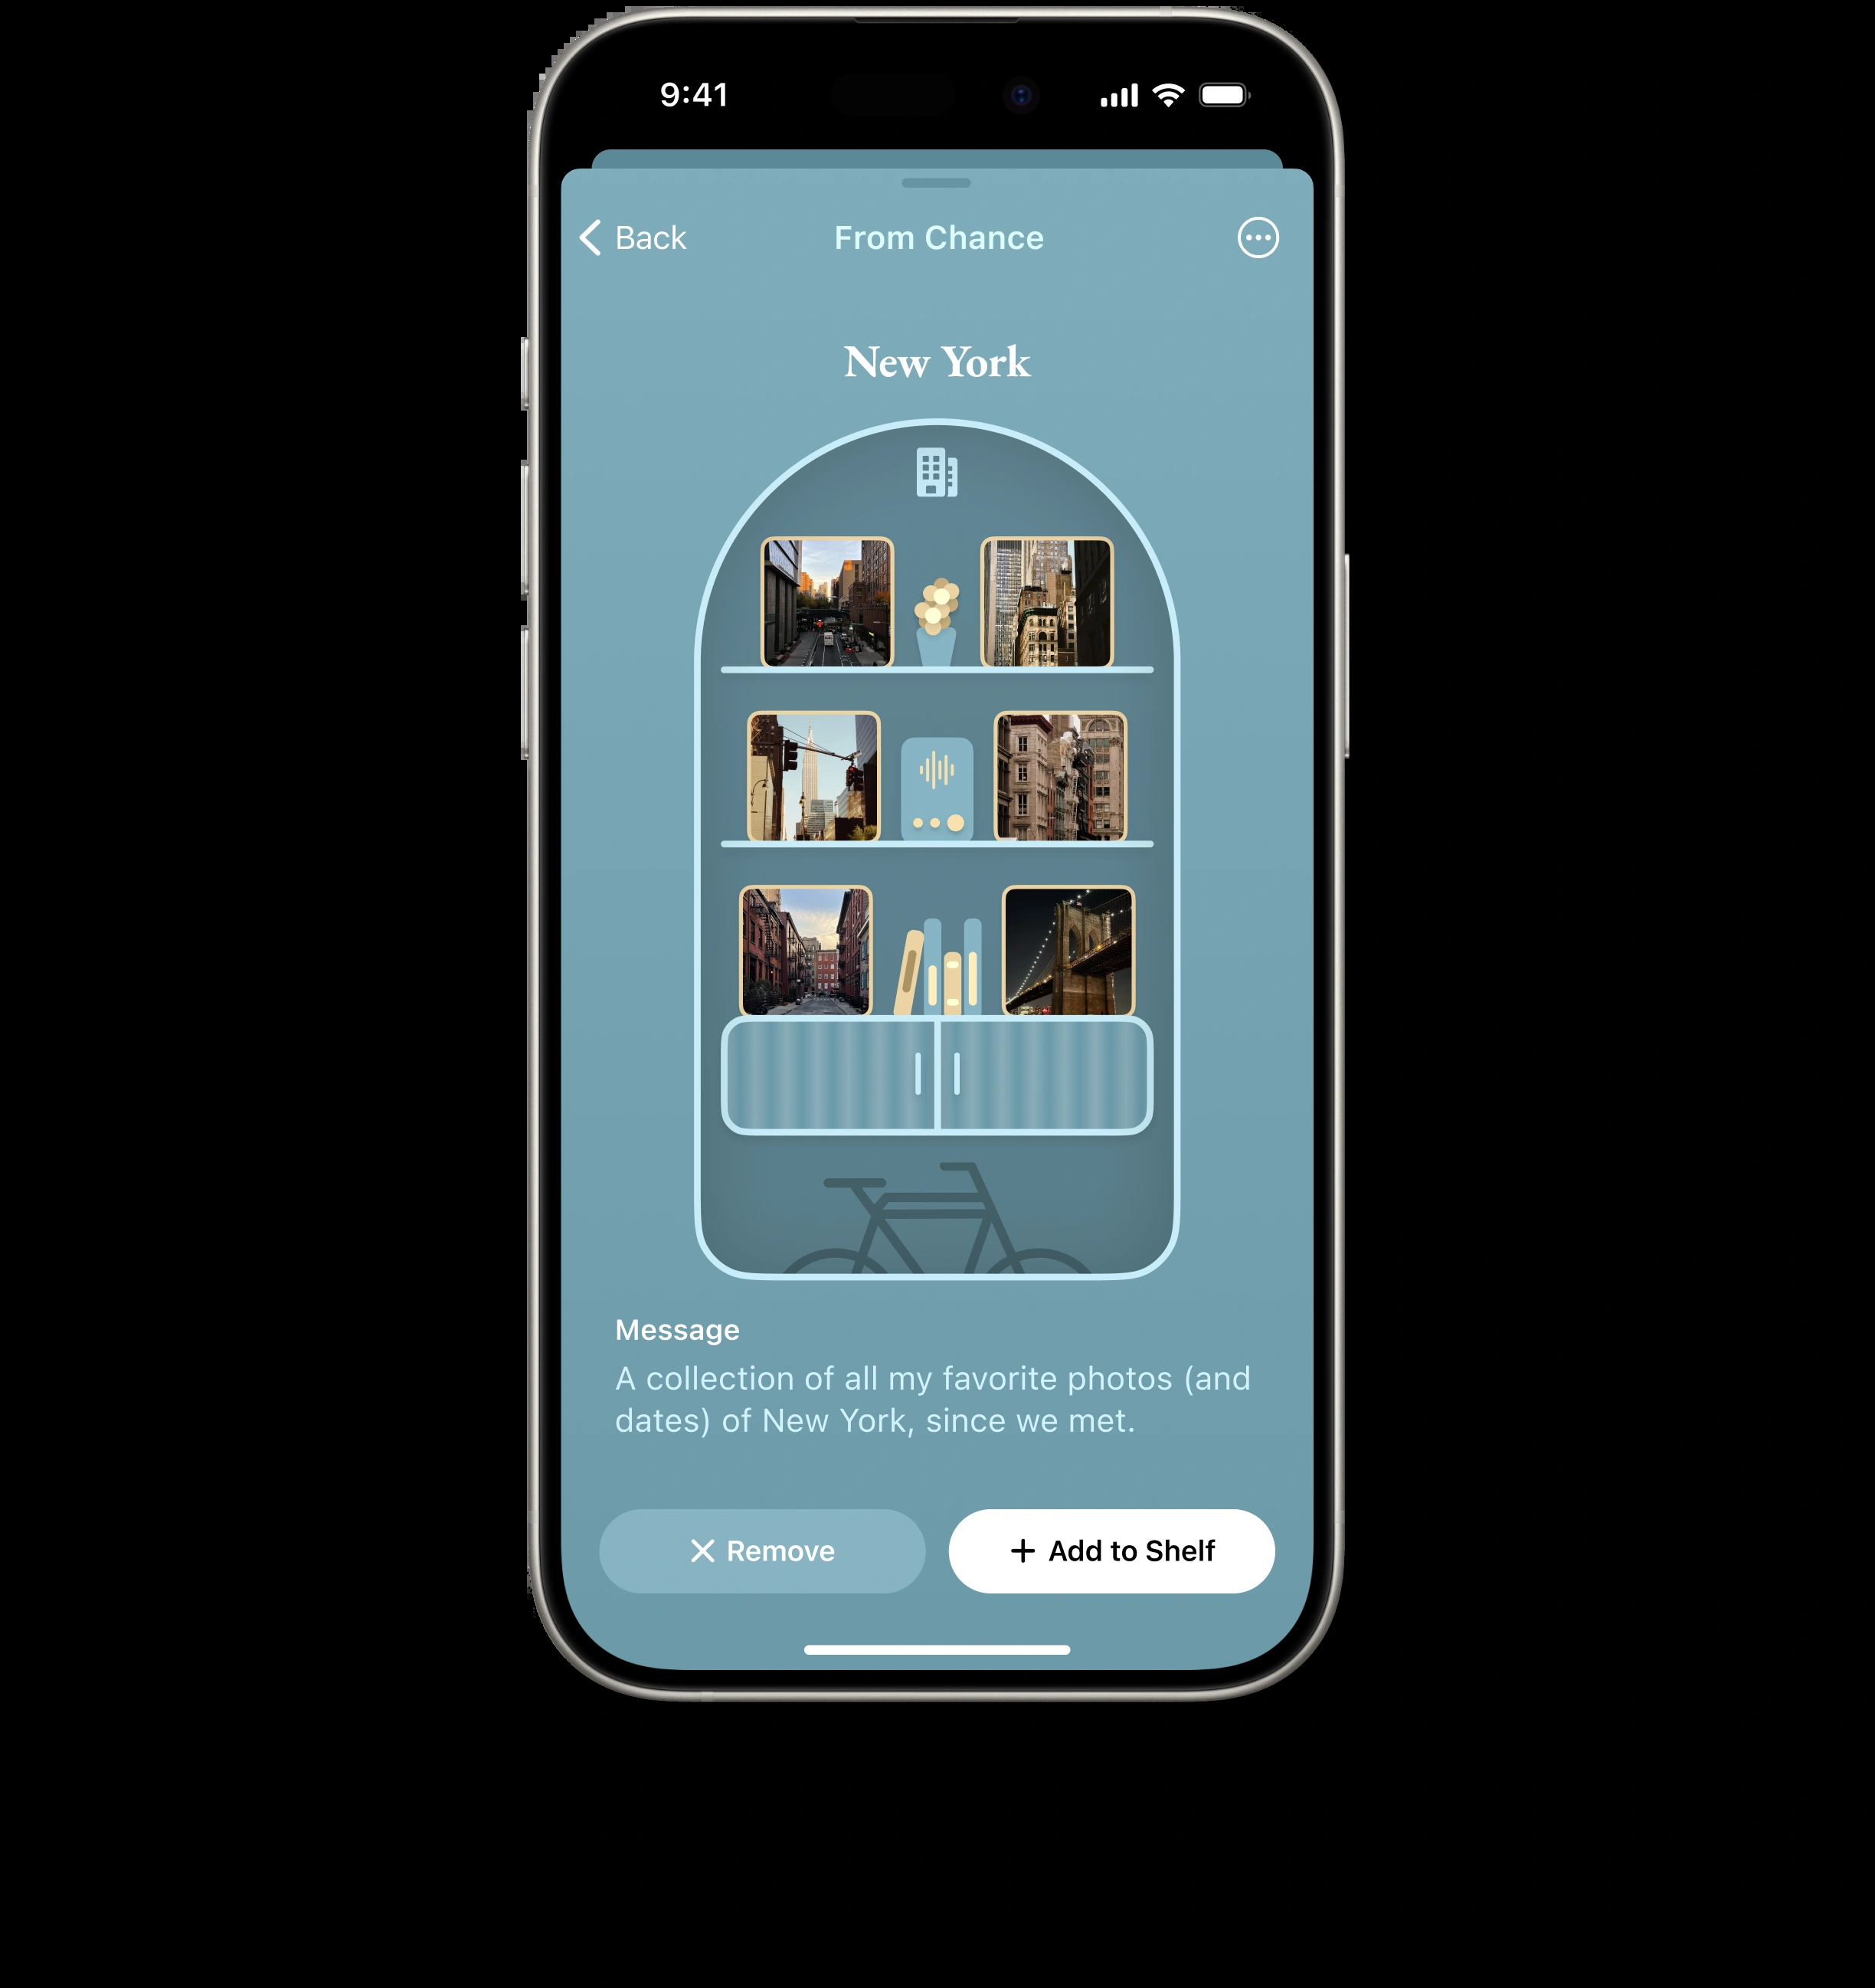 9:41
Back
From Chance
New York
Message
A collection of all my favorite photos (and
dates) of New York, since we met.
Remove
Add to Shelf